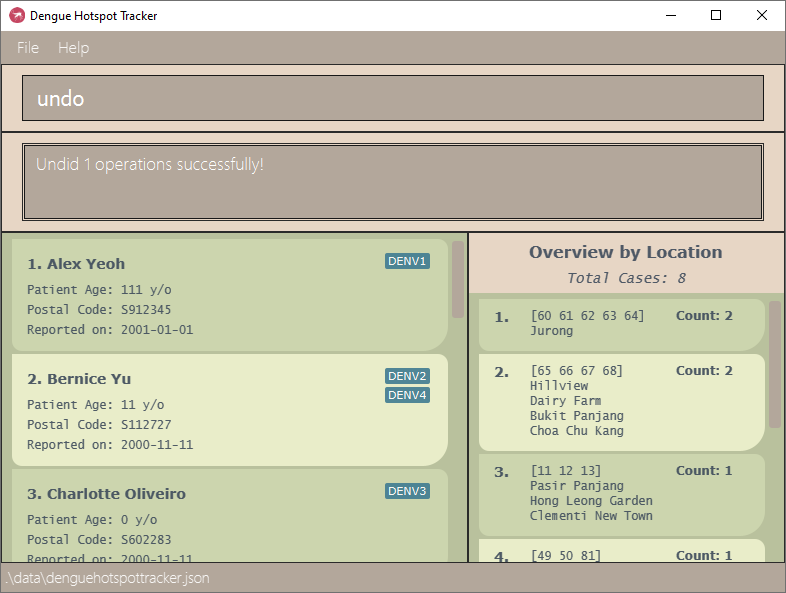 Dengue Hotspot Tracker
File Help
undo
Undid 1 operations successfully!
1. Alex Yeoh
DENV1
Patient Age: 111 y/o
Postal Code: S912345
Reported on: 2001-01-01
2. Bernice Yu
DENV2
DENV4
Patient Age: 11 y/o
Postal Code: S112727
Reported on: 2000-11-11
3. Charlotte Oliveiro
DENV3
Patient Age: 0 y/o
Postal Code: S602283
Reported on: 2000-11-11
Overview by Location
Total Cases: 8
1. [60 61 62 63 64] Count: 2
Jurong
2. [65 66 67 68] Count: 2
Hillview
Dairy Farm
Bukit Panjang
Choa Chu Kang
3. [11 12 13] Count: 1
Pasir Panjang
Hong Leong Garden
Clementi New Town
4. [49 50 81] Count: 1
.\data\denguehotspottracker.json